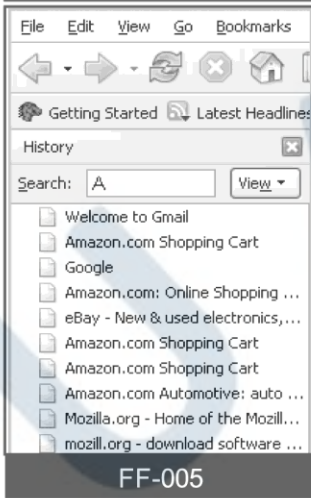 File Edit View Go Bookmarks
Getting Started Latest Headlines
History
Search: A View
Welcome to Gmail
Amazon.com Shopping Cart
Google
Amazon.com: Online Shopping ...
eBay - New & used electronics,...
Amazon.com Shopping Cart
Amazon.com Shopping Cart
Amazon.com Automotive: auto ...
Mozilla.org - Home of the Mozill...
mozill.org - download software ...
FF-005